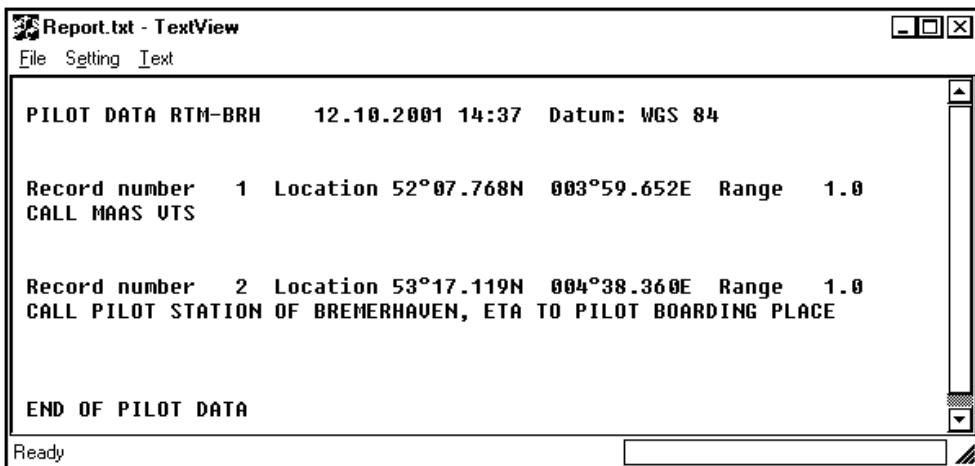 Report.txt - TextView
File Setting Text
PILOT DATA RTM-BRH 12.10.2001 14:37 Datum: WGS 84
Record number 1 Location 52°07.768N 003°59.652E Range 1.0
CALL MAAS VTS
Record number 2 Location 53°17.119N 004°38.360E Range 1.0
CALL PILOT STATION OF BREMERHAVEN, ETA TO PILOT BOARDING PLACE
END OF PILOT DATA
Ready